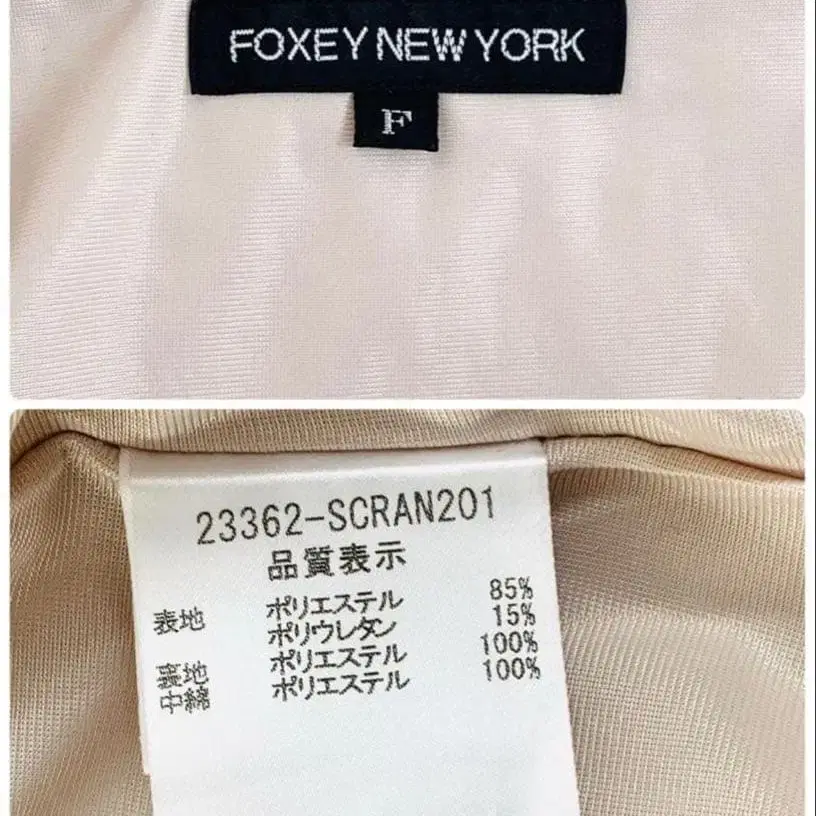 FOXEY NEW YORK
F
23362-SCRAN201
品質表示
表地 ポリエステル 85%
ポリウレタン 15%
裏地 ポリエステル 100%
中綿 ポリエステル 100%